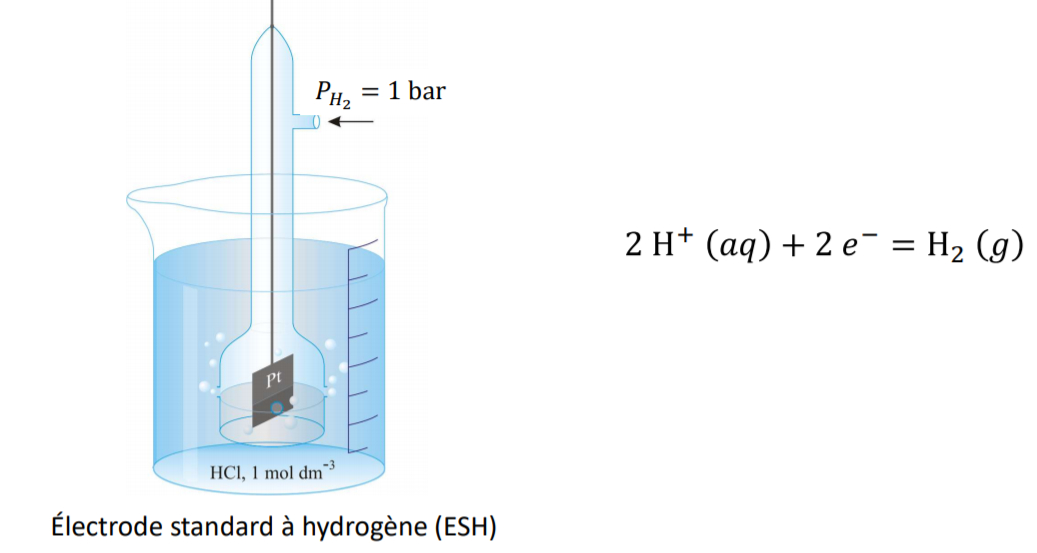 P_{H_2} = 1 bar
2 H⁺ (aq) + 2 e⁻ = H₂ (g)
Pt
HCl, 1 mol dm⁻³
Électrode standard à hydrogène (ESH)